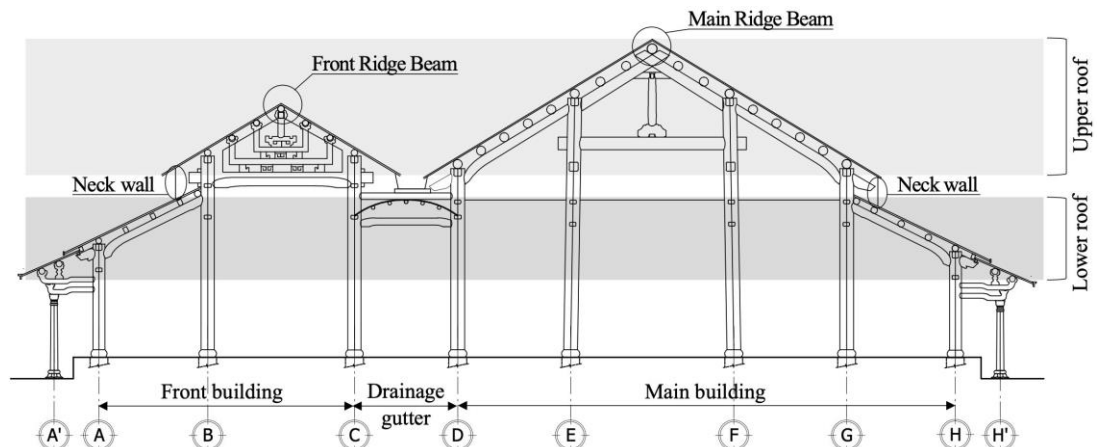 Main Ridge Beam
Front Ridge Beam
Upper roof
Neck wall
Neck wall
Lower roof
Front building
Drainage
gutter
Main building
A' A B C D E F G H H'